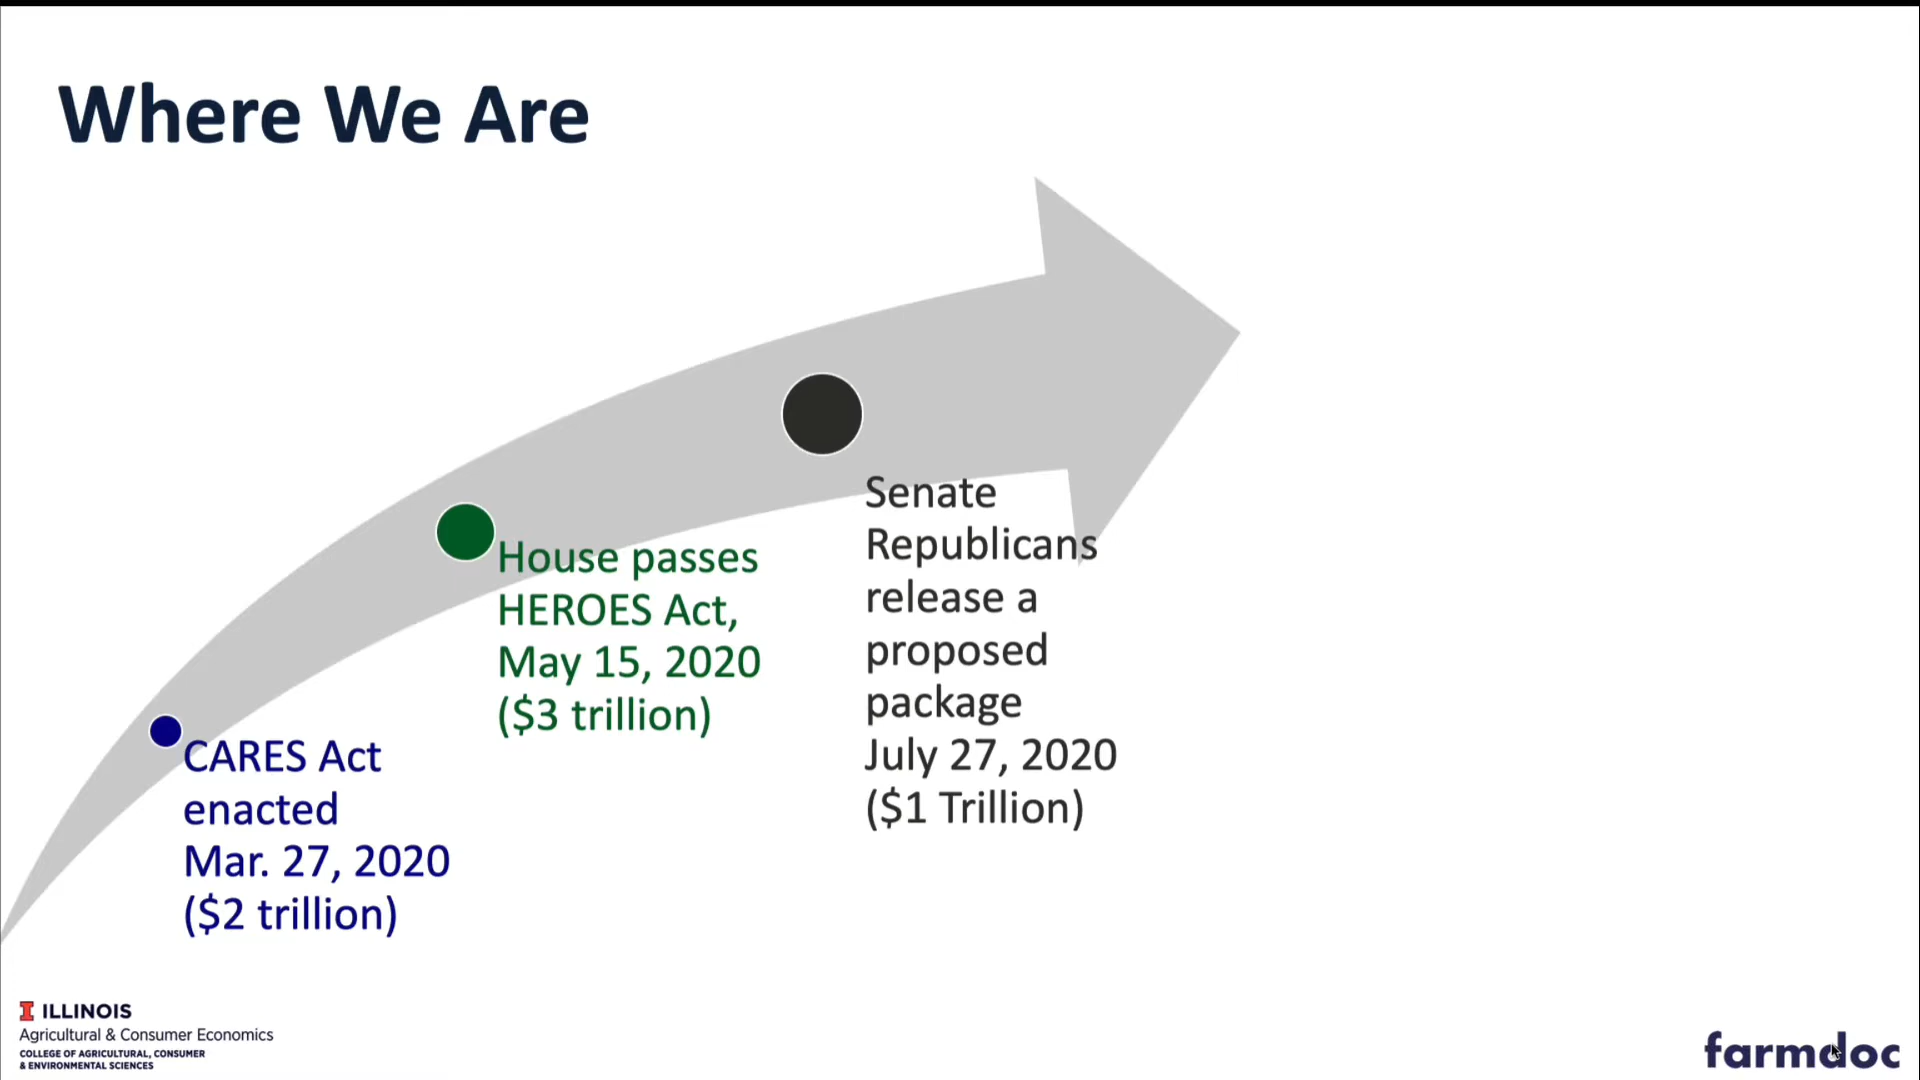 Where We Are
Senate
Republicans
release a
proposed
package
July 27, 2020
($1 Trillion)
House passes
HEROES Act,
May 15, 2020
($3 trillion)
CARES Act
enacted
Mar. 27, 2020
($2 trillion)
I ILLINOIS
Agricultural & Consumer Economics
COLLEGE OF AGRICULTURAL, CONSUMER
& ENVIRONMENTAL SCIENCES
farmdoc